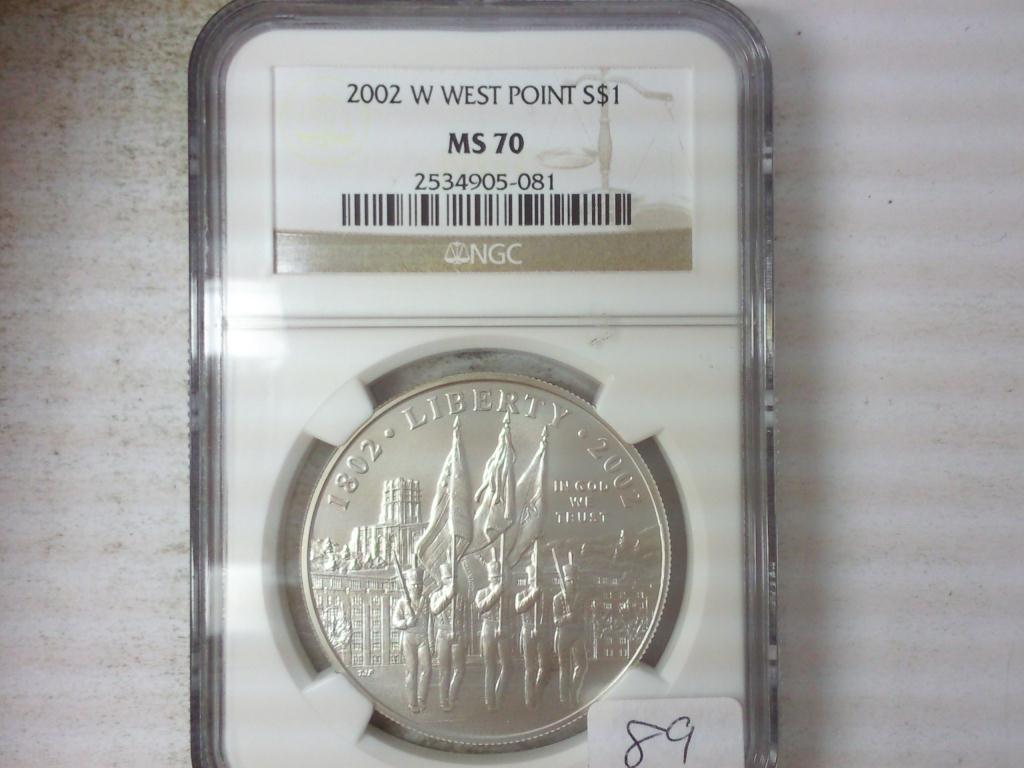 2002 W WEST POINT S$1
MS 70
2534905-081
NGC
1802 · LIBERTY · 2002
IN GOD
WE
TRUST
89